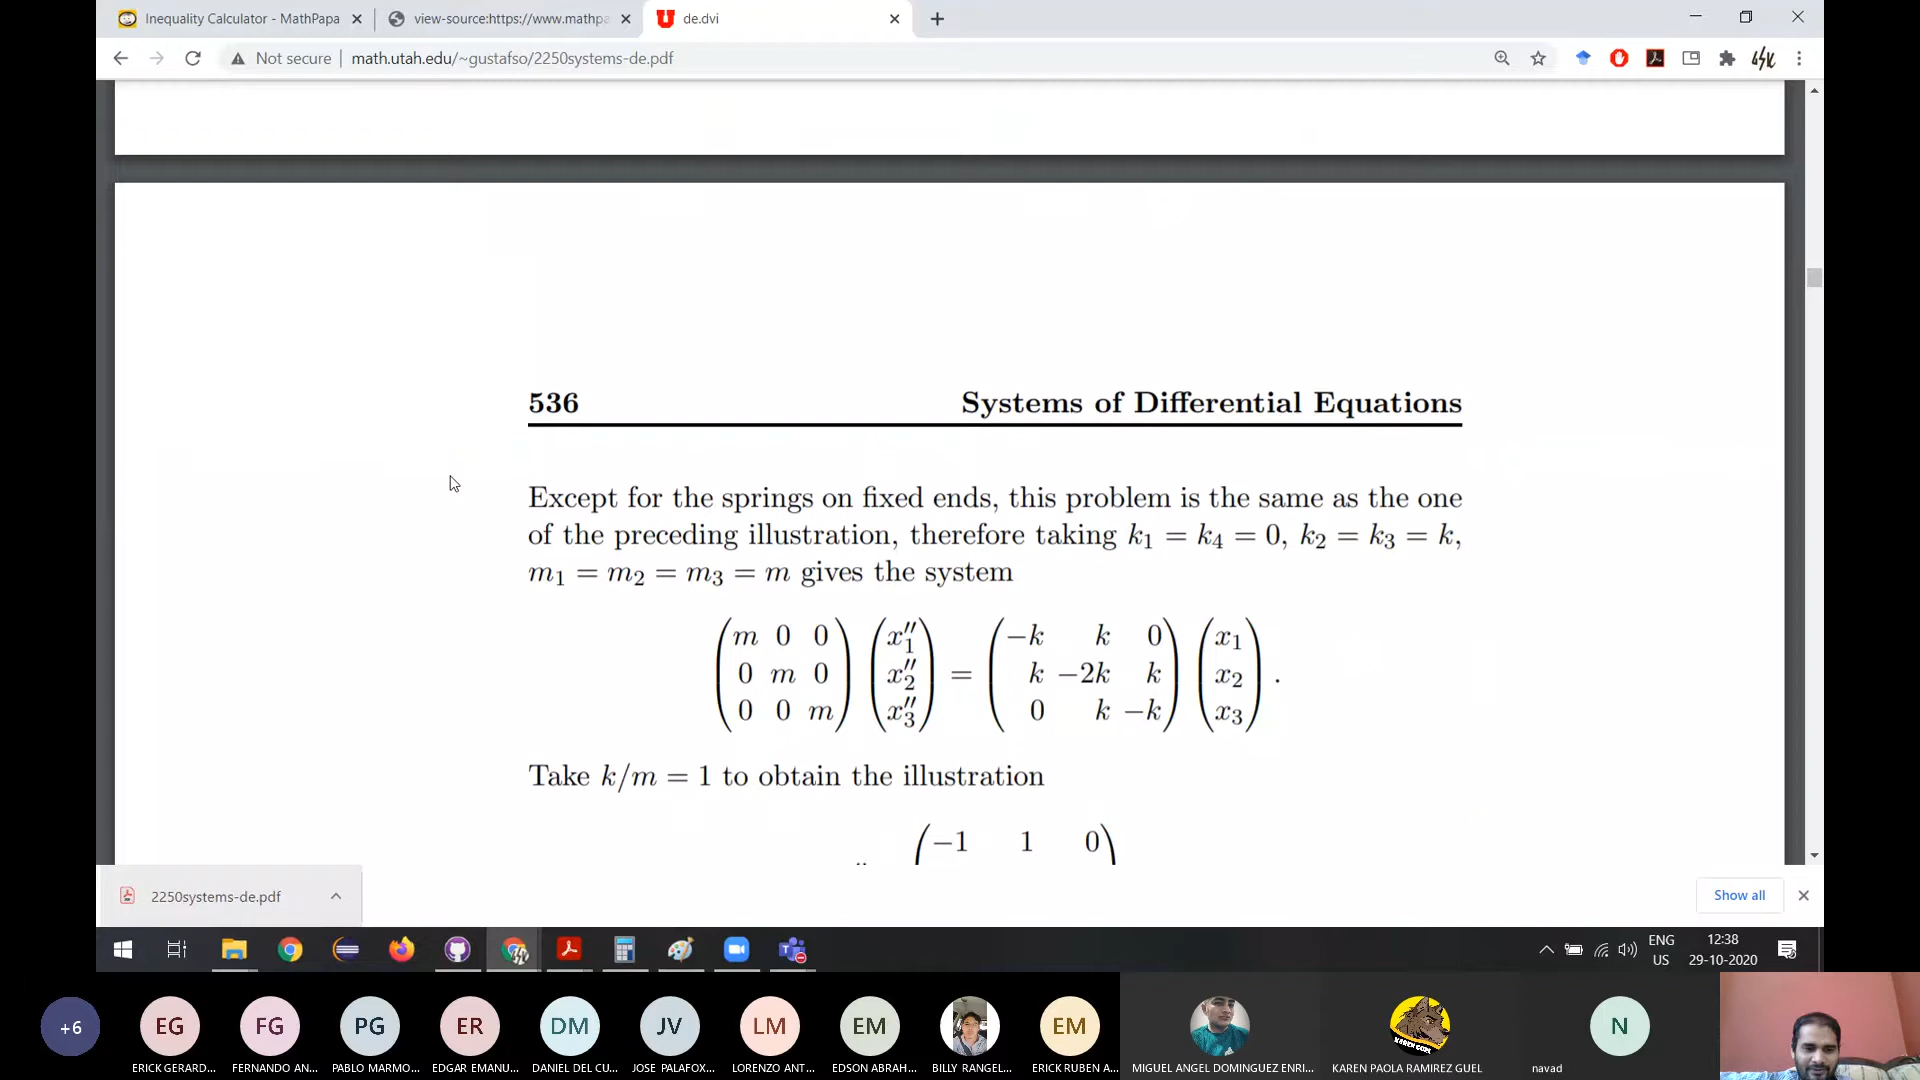 Inequality Calculator - MathPapa
view-source:https://www.mathpa
de.dvi
Not secure | math.utah.edu/~gustafso/2250systems-de.pdf
536 Systems of Differential Equations
Except for the springs on fixed ends, this problem is the same as the one
of the preceding illustration, therefore taking k₁ = k₄ = 0, k₂ = k₃ = k,
m₁ = m₂ = m₃ = m gives the system
( m 0 0 ) ( x₁″ ) ( −k k 0 ) ( x₁ )
( 0 m 0 ) ( x₂″ ) = ( k −2k k ) ( x₂ ) .
( 0 0 m ) ( x₃″ ) ( 0 k −k ) ( x₃ )
Take k/m = 1 to obtain the illustration
( −1 1 0 )
2250systems-de.pdf
Show all
ENG
US
12:38
29-10-2020
+6
EG
FG
PG
ER
DM
JV
LM
EM
EM
N
KAREN GUEL
ERICK GERARD...
FERNANDO AN...
PABLO MARMO...
EDGAR EMANU...
DANIEL DEL CU...
JOSE PALAFOX...
LORENZO ANT...
EDSON ABRAH...
BILLY RANGEL...
ERICK RUBEN A...
MIGUEL ANGEL DOMINGUEZ ENRI...
KAREN PAOLA RAMIREZ GUEL
navad